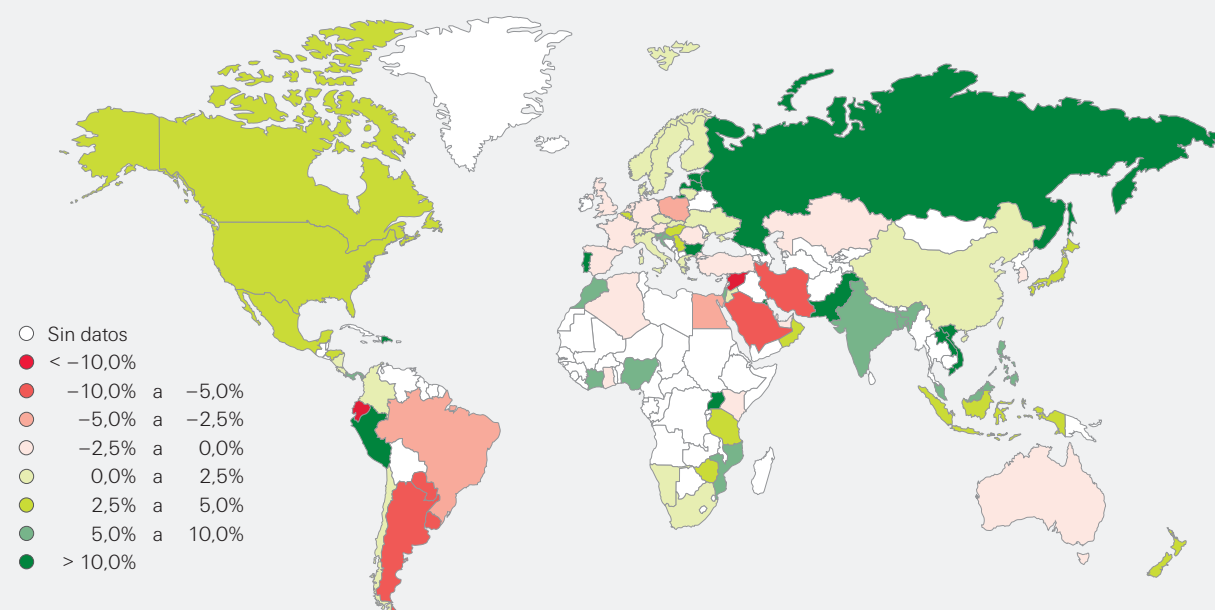 Sin datos
< −10,0%
−10,0% a −5,0%
−5,0% a −2,5%
−2,5% a 0,0%
0,0% a 2,5%
2,5% a 5,0%
5,0% a 10,0%
> 10,0%